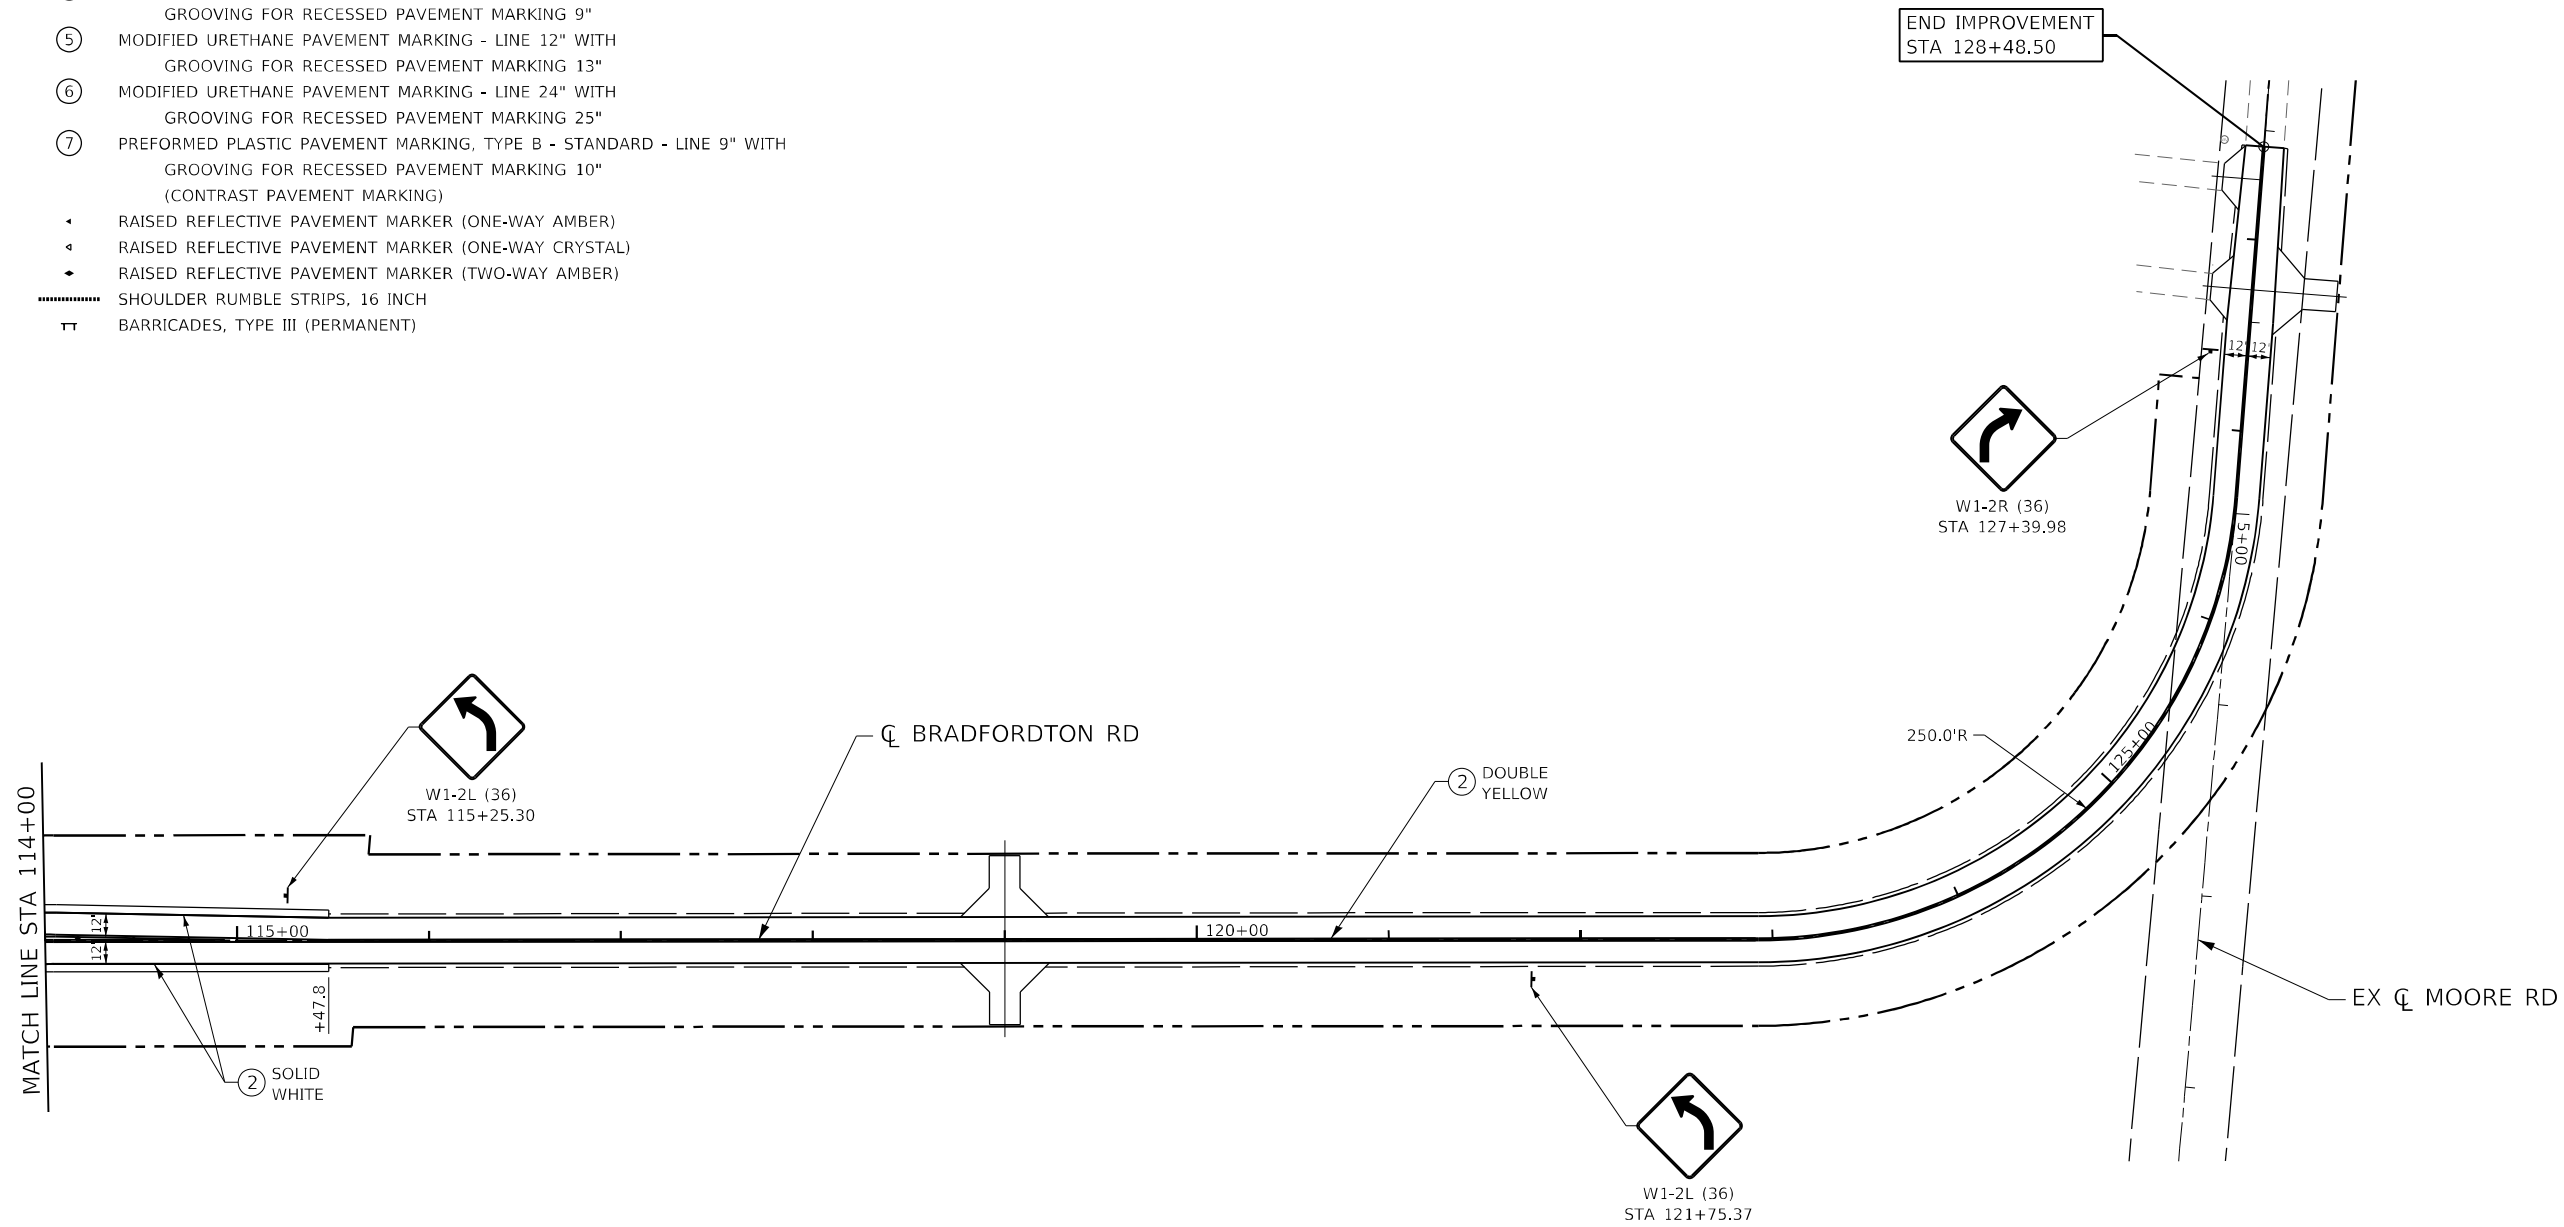 GROOVING FOR RECESSED PAVEMENT MARKING 9"
5 MODIFIED URETHANE PAVEMENT MARKING - LINE 12" WITH
GROOVING FOR RECESSED PAVEMENT MARKING 13"
6 MODIFIED URETHANE PAVEMENT MARKING - LINE 24" WITH
GROOVING FOR RECESSED PAVEMENT MARKING 25"
7 PREFORMED PLASTIC PAVEMENT MARKING, TYPE B - STANDARD - LINE 9" WITH
GROOVING FOR RECESSED PAVEMENT MARKING 10"
(CONTRAST PAVEMENT MARKING)
RAISED REFLECTIVE PAVEMENT MARKER (ONE-WAY AMBER)
RAISED REFLECTIVE PAVEMENT MARKER (ONE-WAY CRYSTAL)
RAISED REFLECTIVE PAVEMENT MARKER (TWO-WAY AMBER)
SHOULDER RUMBLE STRIPS, 16 INCH
BARRICADES, TYPE III (PERMANENT)
END IMPROVEMENT
STA 128+48.50
12' 12'
W1-2R (36)
STA 127+39.98
5+00
250.0'R
125+00
W1-2L (36)
STA 115+25.30
℄ BRADFORDTON RD
2 DOUBLE
YELLOW
MATCH LINE STA 114+00
12'
12'
115+00
120+00
+47.8
2 SOLID
WHITE
EX ℄ MOORE RD
W1-2L (36)
STA 121+75.37